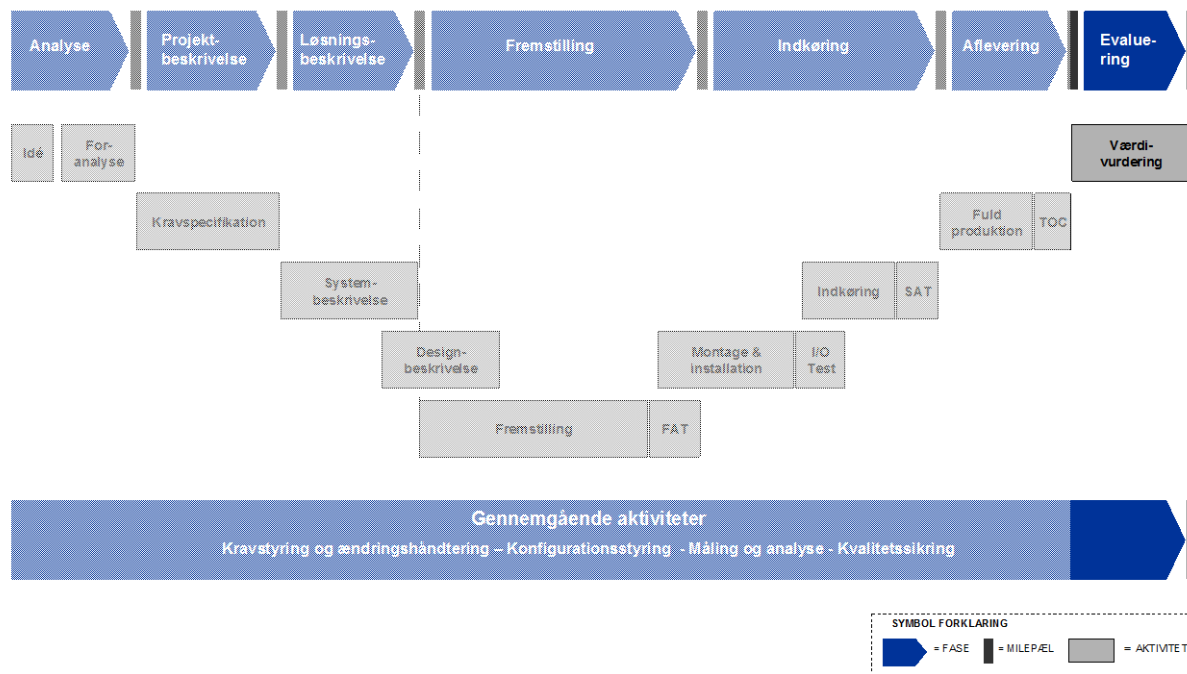 Analyse
Projekt-
beskrivelse
Løsnings-
beskrivelse
Fremstilling
Indkøring
Aflevering
Evalue-
ring
Idé
For-
analyse
Værdi-
vurdering
Kravspecifikation
Fuld
produktion
TOC
System-
beskrivelse
Indkøring
SAT
Design-
beskrivelse
Montage &
installation
I/O
Test
Fremstilling
FAT
Gennemgående aktiviteter
Kravstyring og ændringshåndtering – Konfigurationsstyring - Måling og analyse - Kvalitetssikring
SYMBOL FORKLARING
= FASE
= MILEPÆL
= AKTIVITET